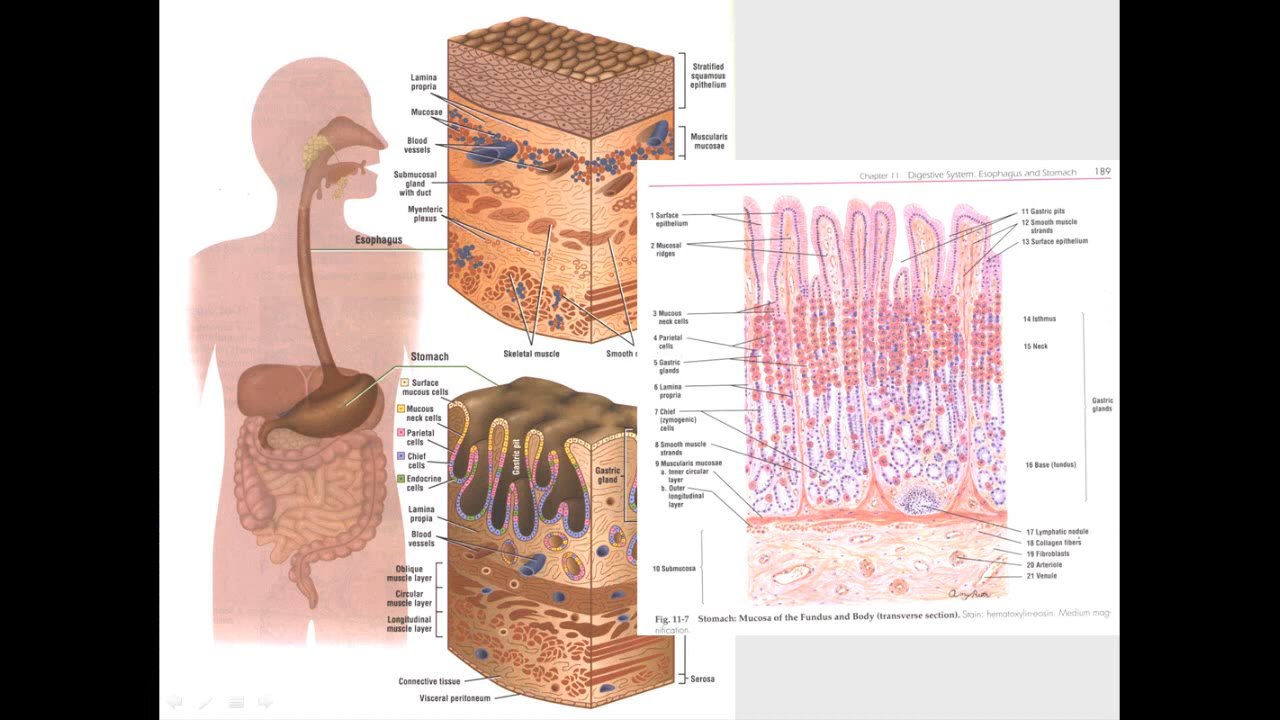 Lamina
propria
Mucosae
Blood
vessels
Submucosal
gland
with duct
Myenteric
plexus
Esophagus
Stratified
squamous
epithelium
Muscularis
mucosae
Skeletal muscle
Smooth
Stomach
Surface
mucous cells
Mucous
neck cells
Parietal
cells
Chief
cells
Endocrine
cells
Lamina
propia
Blood
vessels
Oblique
muscle layer
Circular
muscle layer
Longitudinal
muscle layer
Connective tissue
Visceral peritoneum
Gastric pit
Gastric
gland
Serosa
Chapter 11 Digestive System: Esophagus and Stomach 189
1 Surface
epithelium
2 Mucosal
ridges
3 Mucous
neck cells
4 Parietal
cells
5 Gastric
glands
6 Lamina
propria
7 Chief
(zymogenic)
cells
8 Smooth muscle
strands
9 Muscularis mucosae
a. Inner circular
layer
b. Outer
longitudinal
layer
10 Submucosa
11 Gastric pits
12 Smooth muscle
strands
13 Surface epithelium
14 Isthmus
15 Neck
Gastric
glands
16 Base (fundus)
17 Lymphatic nodule
18 Collagen fibers
19 Fibroblasts
20 Arteriole
21 Venule
Fig. 11-7 Stomach: Mucosa of the Fundus and Body (transverse section). Stain: hematoxylin-eosin. Medium mag-
nification.